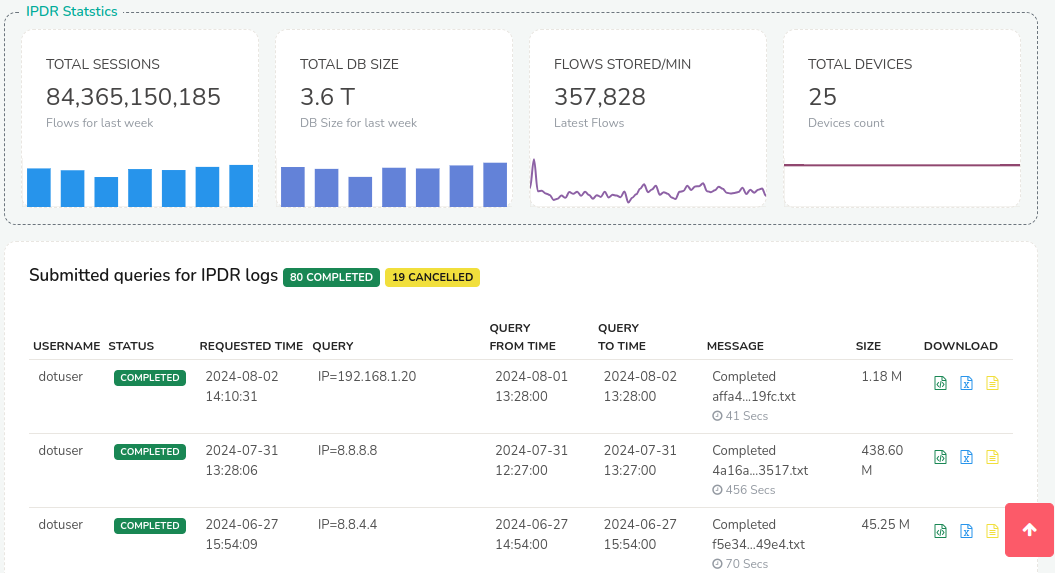 IPDR Statstics
TOTAL SESSIONS
84,365,150,185
Flows for last week
TOTAL DB SIZE
3.6 T
DB Size for last week
FLOWS STORED/MIN
357,828
Latest Flows
TOTAL DEVICES
25
Devices count
Submitted queries for IPDR logs 80 COMPLETED 19 CANCELLED
USERNAME STATUS REQUESTED TIME QUERY QUERY FROM TIME QUERY TO TIME MESSAGE SIZE DOWNLOAD
dotuser COMPLETED 2024-08-02 IP=192.168.1.20 2024-08-01 2024-08-02 Completed 1.18 M
14:10:31 13:28:00 13:28:00 affa4...19fc.txt
41 Secs
dotuser COMPLETED 2024-07-31 IP=8.8.8.8 2024-07-31 2024-07-31 Completed 438.60
13:28:06 12:27:00 13:27:00 4a16a...3517.txt M
456 Secs
dotuser COMPLETED 2024-06-27 IP=8.8.4.4 2024-06-27 2024-06-27 Completed 45.25 M
15:54:09 14:54:00 15:54:00 f5e34...49e4.txt
70 Secs